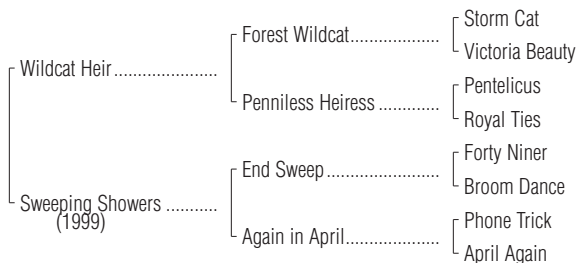 Storm Cat
Forest Wildcat....................
Victoria Beauty
Wildcat Heir.......................
Pentelicus
Penniless Heiress .............
Royal Ties
Forty Niner
End Sweep.........................
Broom Dance
Sweeping Showers ...........
(1999)
Phone Trick
Again in April.....................
April Again